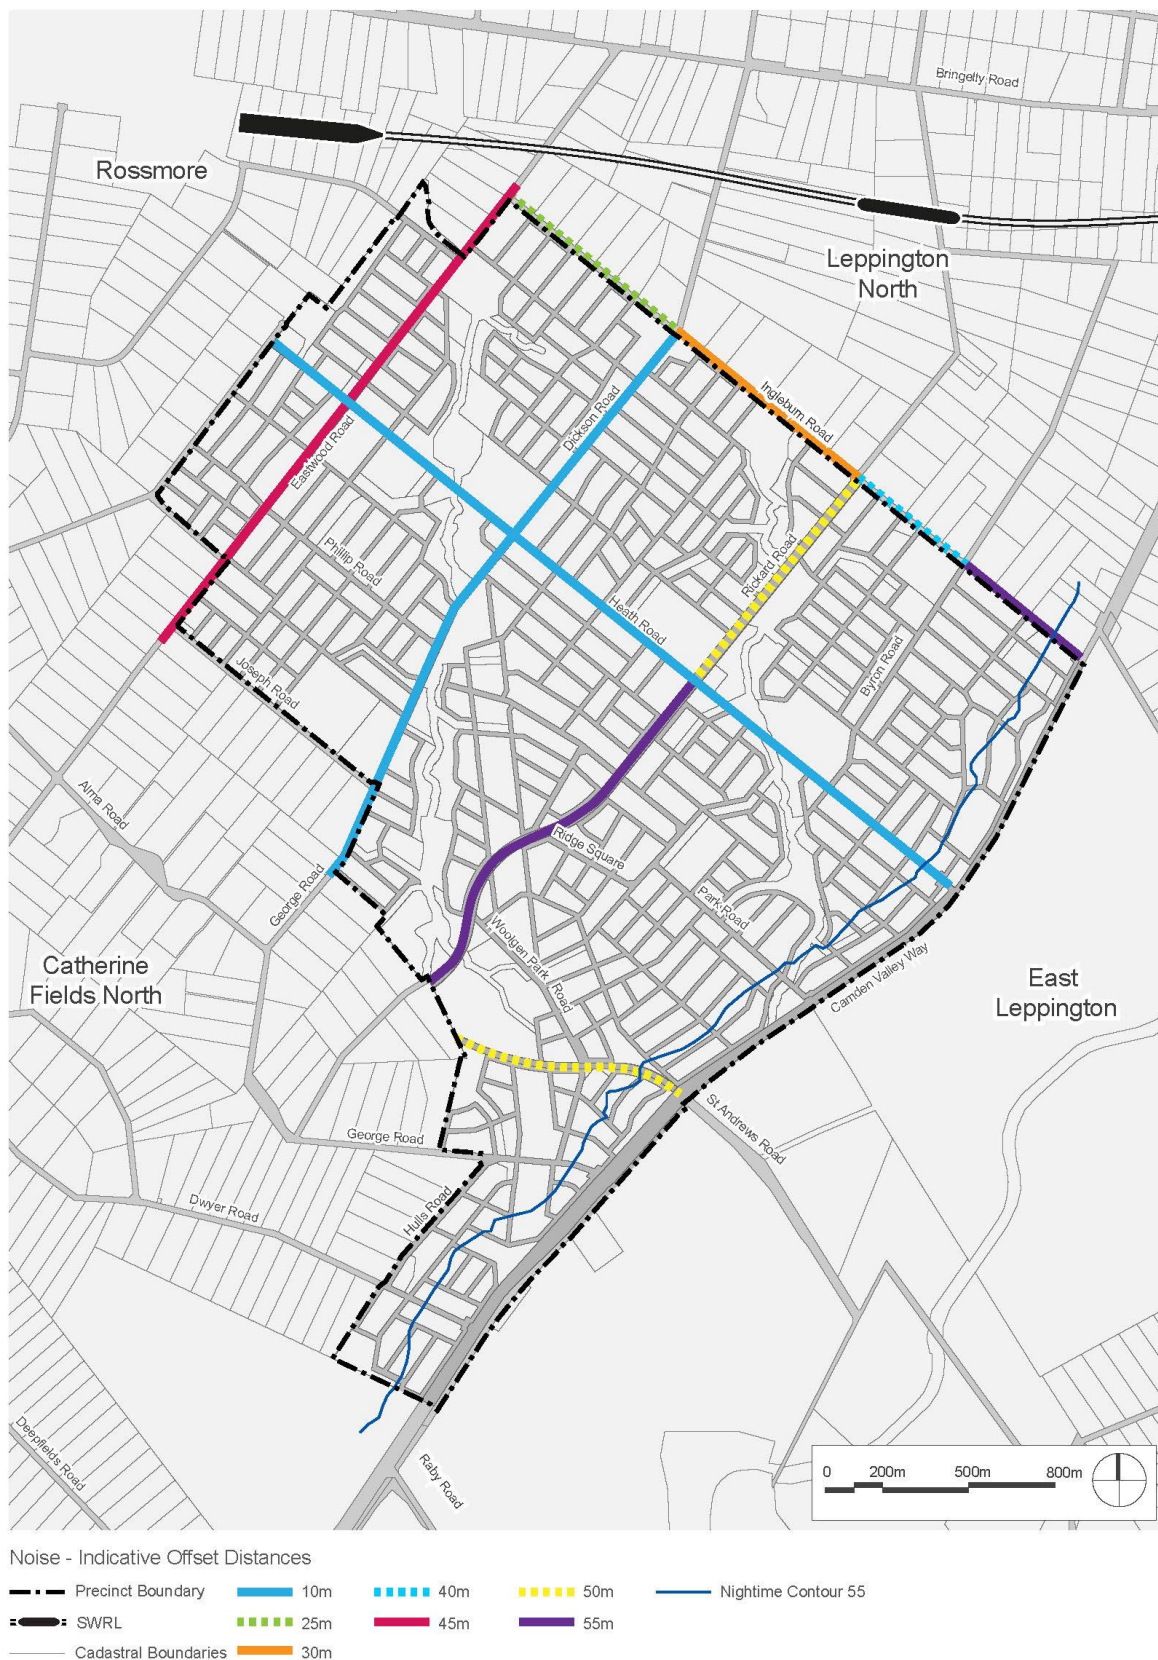 Bringelly Road
Rossmore
Leppington
North
Ingleburn Road
Dickson Road
Eastwood Road
Phillip Road
Rickard Road
Heath Road
Byron Road
Joseph Road
Alma Road
Ridge Square
Park Road
George Road
Woolgen Park Road
Catherine
Fields North
Camden Valley Way
East
Leppington
St Andrews Road
George Road
Hulls Road
Dwyer Road
Deepfields Road
Raby Road
0 200m 500m 800m
Noise - Indicative Offset Distances
Precinct Boundary 10m 40m 50m Nightime Contour 55
SWRL 25m 45m 55m
Cadastral Boundaries 30m